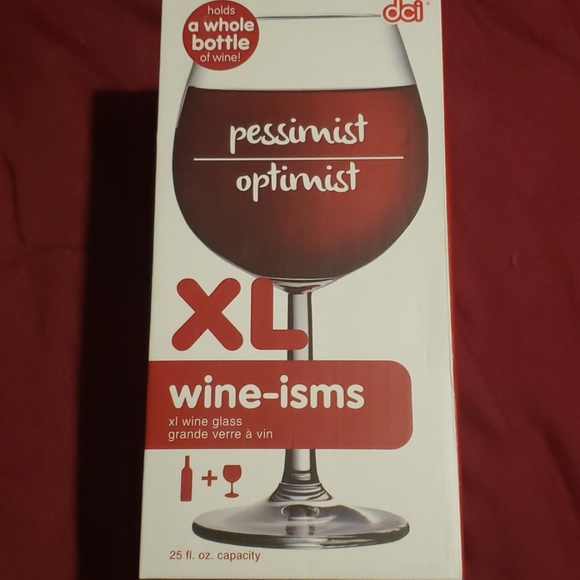 holds
a whole
bottle
of wine!
dci
pessimist
optimist
XL
wine-isms
xl wine glass
grande verre à vin
25 fl. oz. capacity